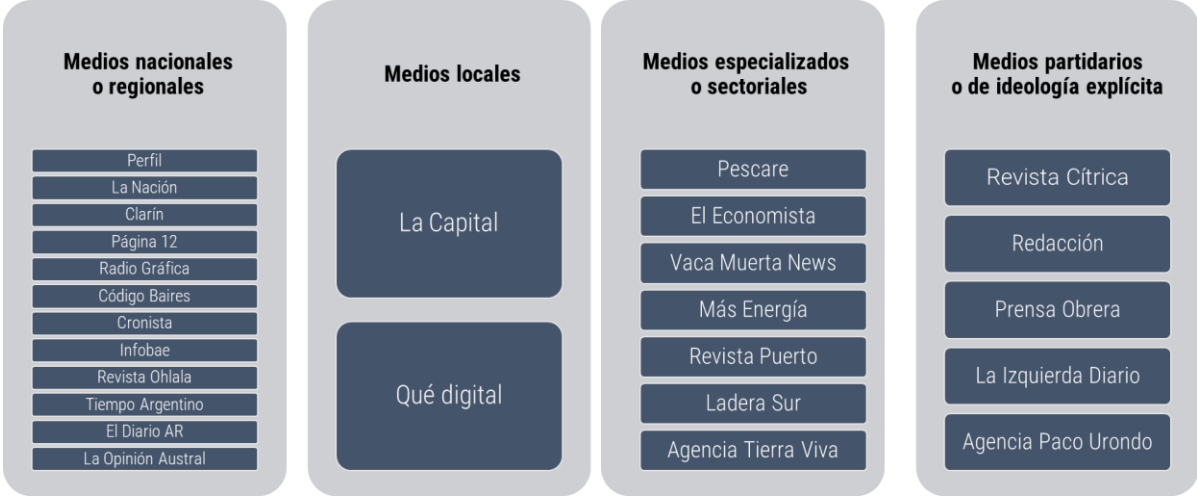 Medios nacionales
o regionales
Perfil
La Nación
Clarín
Página 12
Radio Gráfica
Código Baires
Cronista
Infobae
Revista Ohlala
Tiempo Argentino
El Diario AR
La Opinión Austral
Medios locales
La Capital
Qué digital
Medios especializados
o sectoriales
Pescare
El Economista
Vaca Muerta News
Más Energía
Revista Puerto
Ladera Sur
Agencia Tierra Viva
Medios partidarios
o de ideología explícita
Revista Cítrica
Redacción
Prensa Obrera
La Izquierda Diario
Agencia Paco Urondo